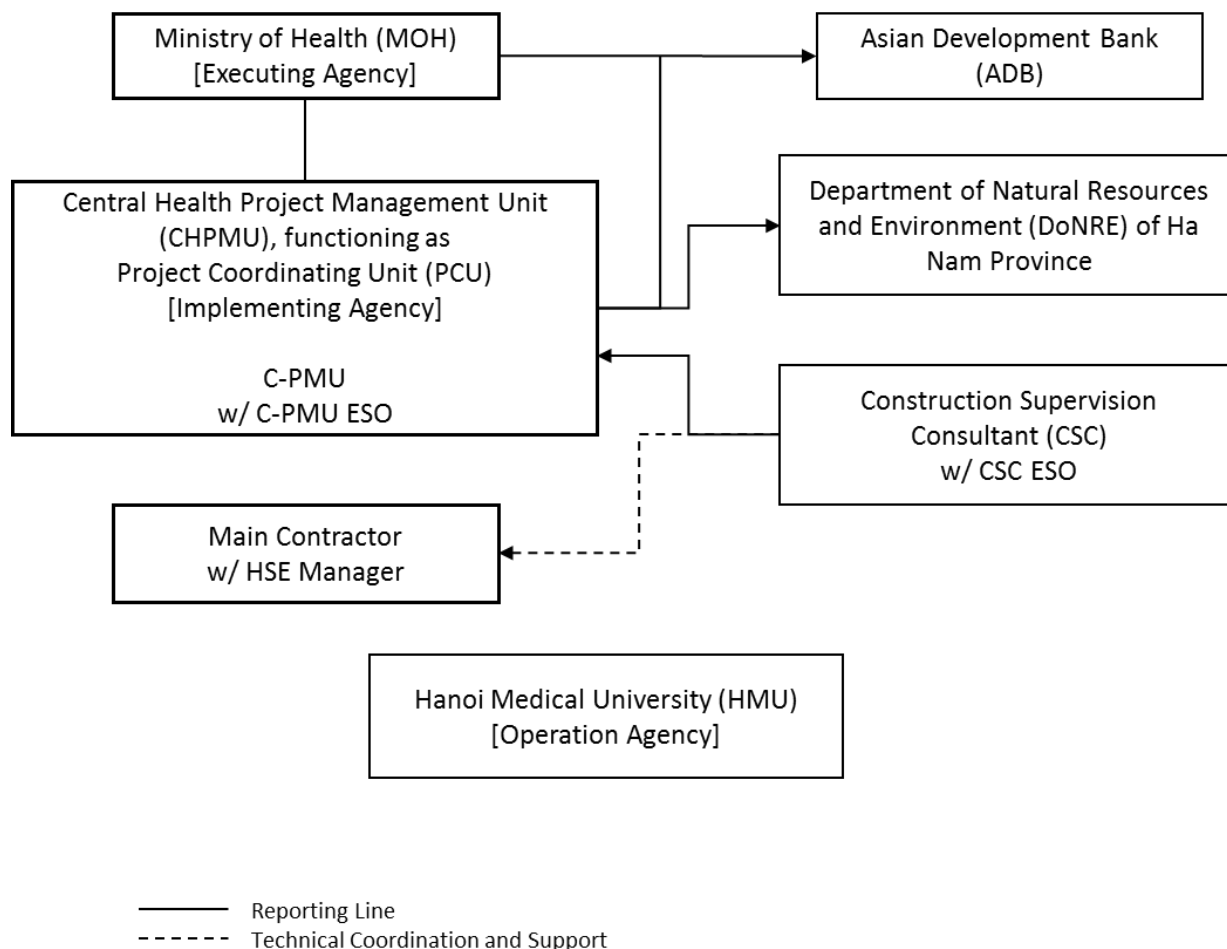 Ministry of Health (MOH)
[Executing Agency]
Asian Development Bank
(ADB)
Central Health Project Management Unit
(CHPMU), functioning as
Project Coordinating Unit (PCU)
[Implementing Agency]
C-PMU
w/ C-PMU ESO
Department of Natural Resources
and Environment (DoNRE) of Ha
Nam Province
Construction Supervision
Consultant (CSC)
w/ CSC ESO
Main Contractor
w/ HSE Manager
Hanoi Medical University (HMU)
[Operation Agency]
Reporting Line
Technical Coordination and Support